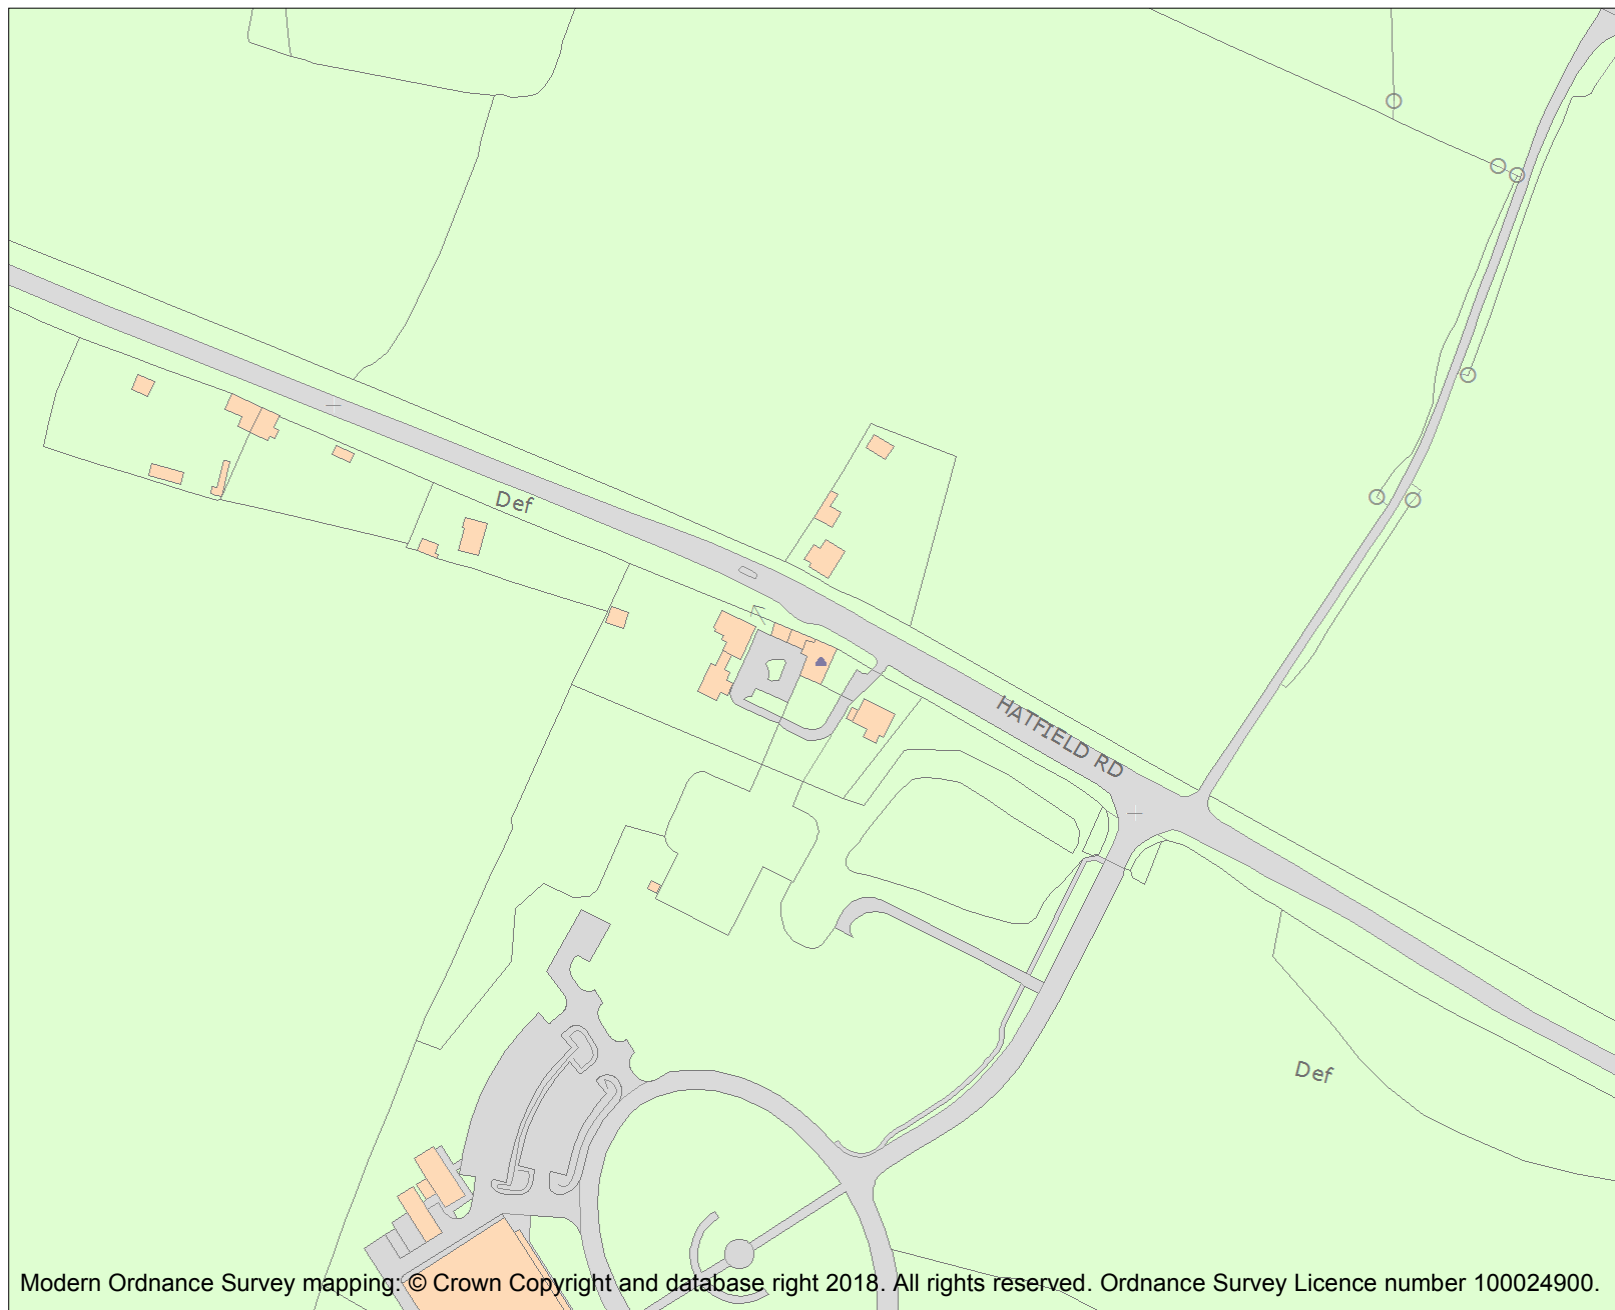 Def
HATFIELD RD
Def
Modern Ordnance Survey mapping: © Crown Copyright and database right 2018. All rights reserved. Ordnance Survey Licence number 100024900.